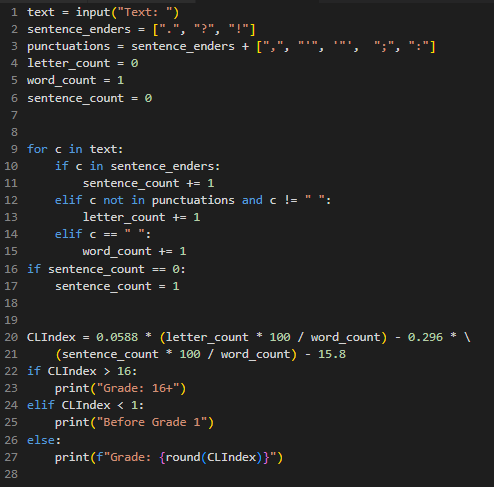 1 text = input("Text: ")
2 sentence_enders = [".", "?", "!"]
3 punctuations = sentence_enders + [",", "'", '"',  ";", ":"]
4 letter_count = 0
5 word_count = 1
6 sentence_count = 0
7
8
9 for c in text:
10     if c in sentence_enders:
11         sentence_count += 1
12     elif c not in punctuations and c != " ":
13         letter_count += 1
14     elif c == " ":
15         word_count += 1
16 if sentence_count == 0:
17     sentence_count = 1
18
19
20 CLIndex = 0.0588 * (letter_count * 100 / word_count) - 0.296 * \
21     (sentence_count * 100 / word_count) - 15.8
22 if CLIndex > 16:
23     print("Grade: 16+")
24 elif CLIndex < 1:
25     print("Before Grade 1")
26 else:
27     print(f"Grade: {round(CLIndex)}")
28